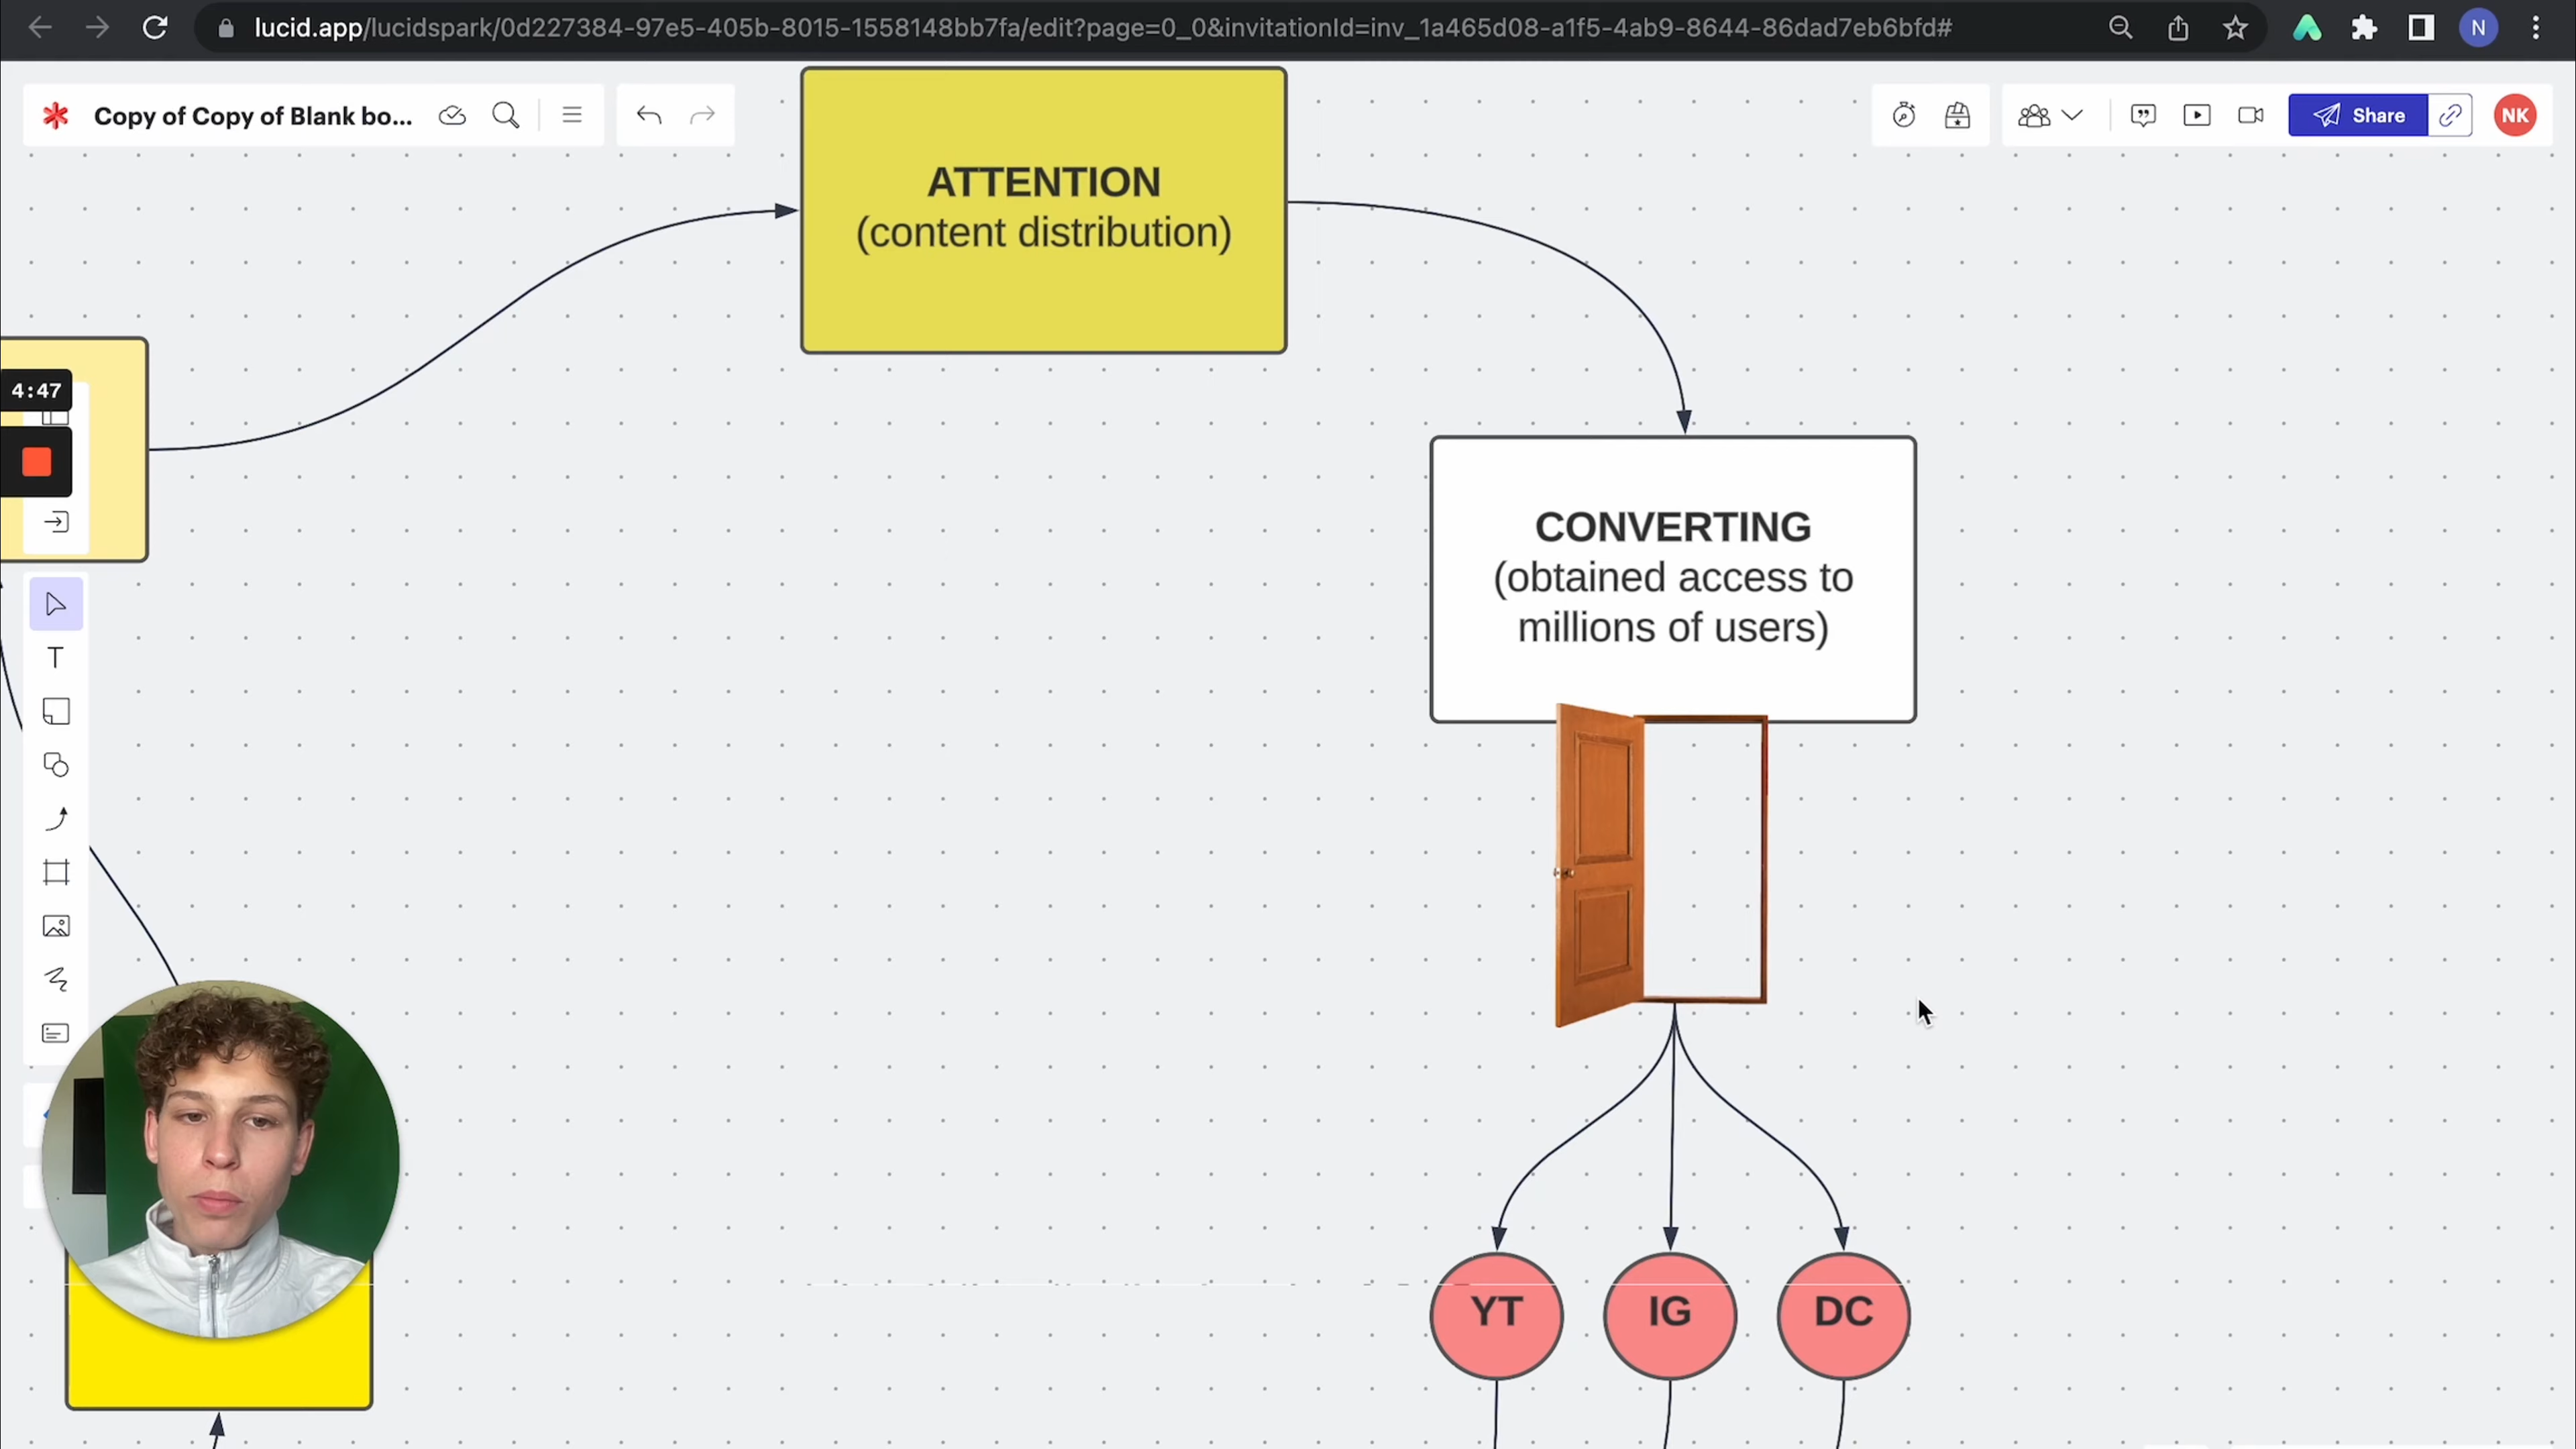 lucid.app/lucidspark/0d227384-97e5-405b-8015-1558148bb7fa/edit?page=0_0&invitationId=inv_1a465d08-a1f5-4ab9-8644-86dad7eb6bfd#
N
Copy of Copy of Blank bo...
Share
NK
ATTENTION
(content distribution)
4:47
CONVERTING
(obtained access to
millions of users)
T
YT
IG
DC